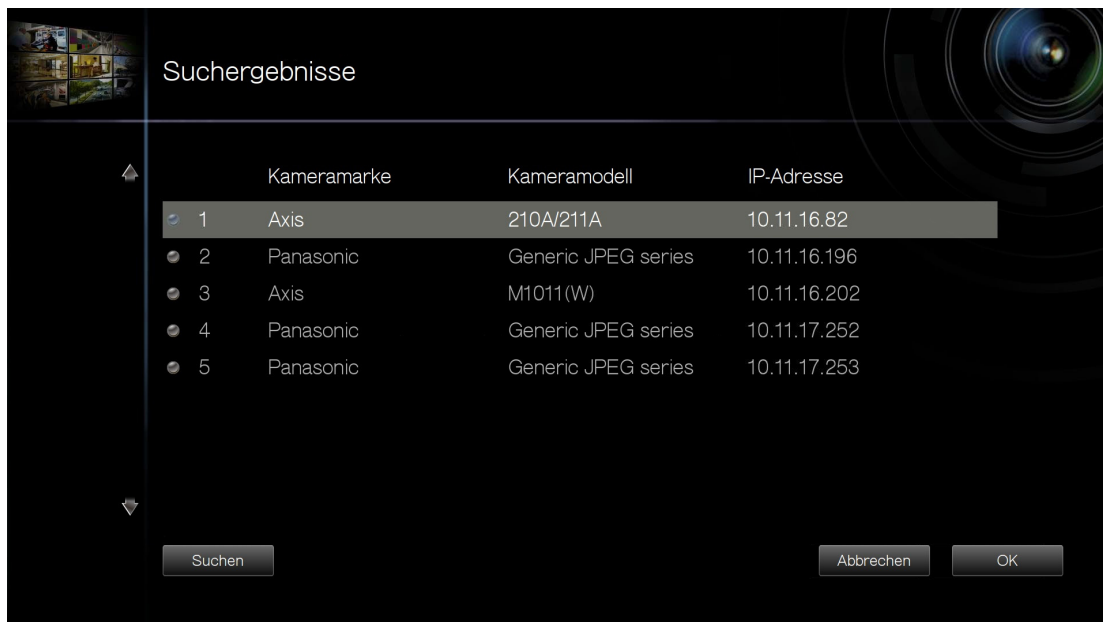 Suchergebnisse
Kameramarke Kameramodell IP-Adresse
1 Axis 210A/211A 10.11.16.82
2 Panasonic Generic JPEG series 10.11.16.196
3 Axis M1011(W) 10.11.16.202
4 Panasonic Generic JPEG series 10.11.17.252
5 Panasonic Generic JPEG series 10.11.17.253
Suchen Abbrechen OK